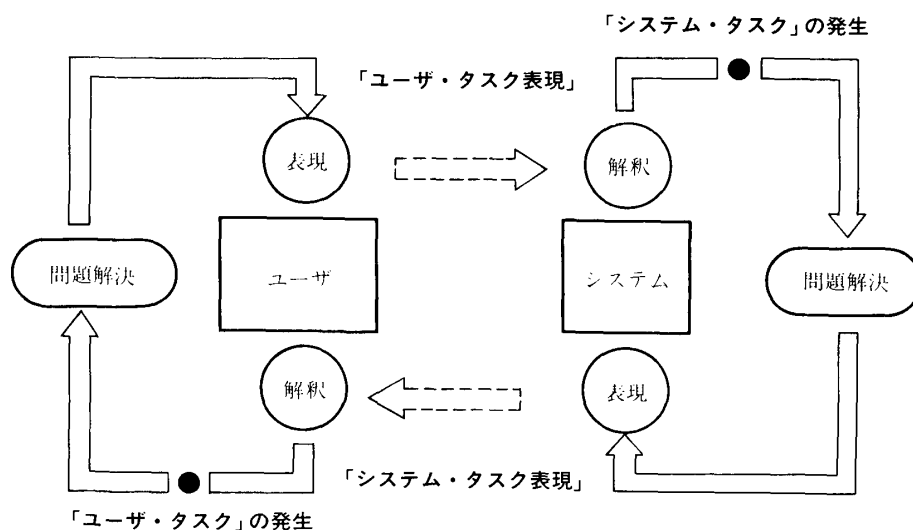 「システム・タスク」の発生
「ユーザ・タスク表現」
表現
解釈
ユーザ
システム
問題解決
問題解決
解釈
表現
「システム・タスク表現」
「ユーザ・タスク」の発生